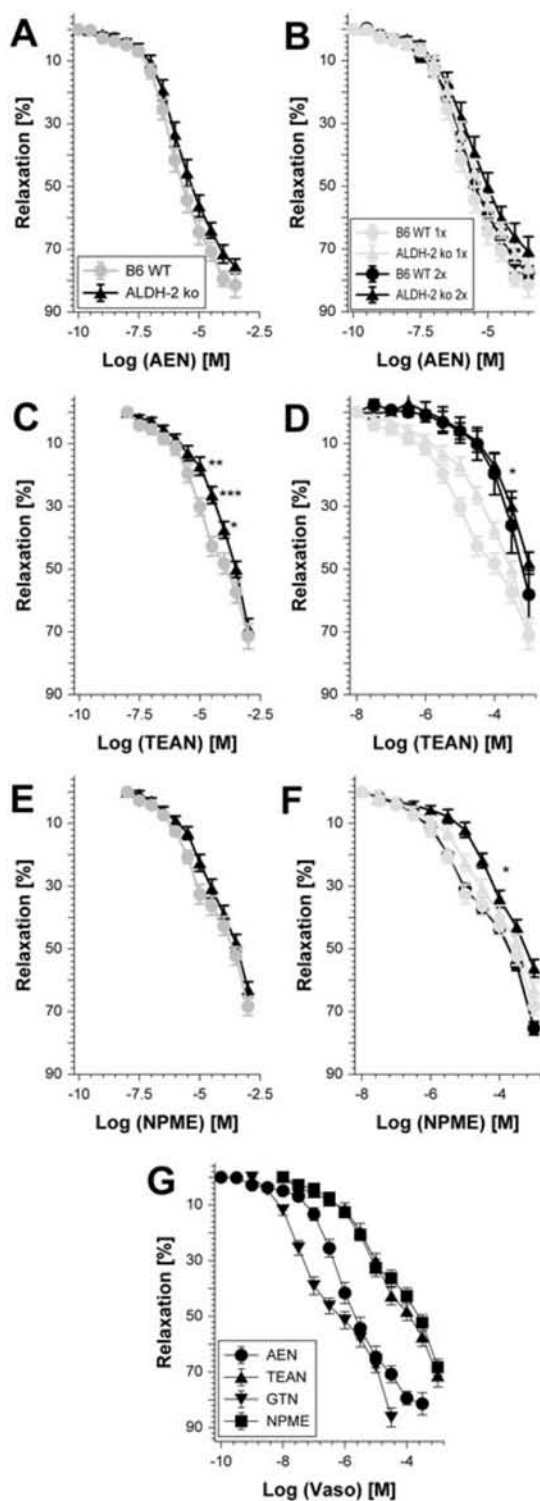 A
B
10
30
50
70
90
Relaxation [%]
B6 WT
ALDH-2 ko
-10
-7.5
-5
-2.5
Log (AEN) [M]
10
30
50
70
90
Relaxation [%]
B6 WT 1x
ALDH-2 ko 1x
B6 WT 2x
ALDH-2 ko 2x
-10
-7.5
-5
Log (AEN) [M]
C
D
10
30
50
70
90
Relaxation [%]
**
***
*
-10
-7.5
-5
-2.5
Log (TEAN) [M]
10
30
50
70
90
Relaxation [%]
*
-8
-6
-4
Log (TEAN) [M]
E
F
10
30
50
70
90
Relaxation [%]
-10
-7.5
-5
-2.5
Log (NPME) [M]
10
30
50
70
90
Relaxation [%]
*
-8
-6
-4
Log (NPME) [M]
G
10
30
50
70
90
Relaxation [%]
AEN
TEAN
GTN
NPME
-10
-8
-6
-4
Log (Vaso) [M]